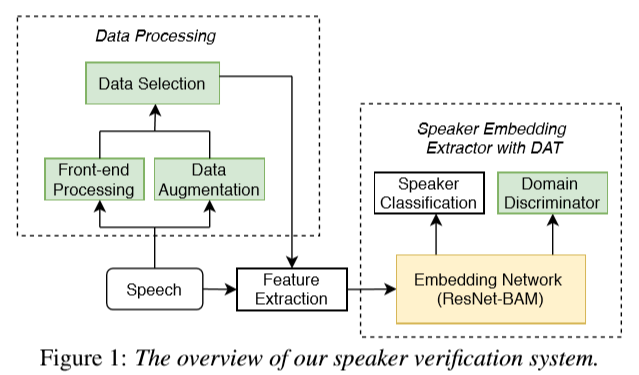 Data Processing
Data Selection
Front-end
Processing
Data
Augmentation
Speech
Feature
Extraction
Speaker Embedding
Extractor with DAT
Speaker
Classification
Domain
Discriminator
Embedding Network
(ResNet-BAM)
Figure 1: The overview of our speaker verification system.